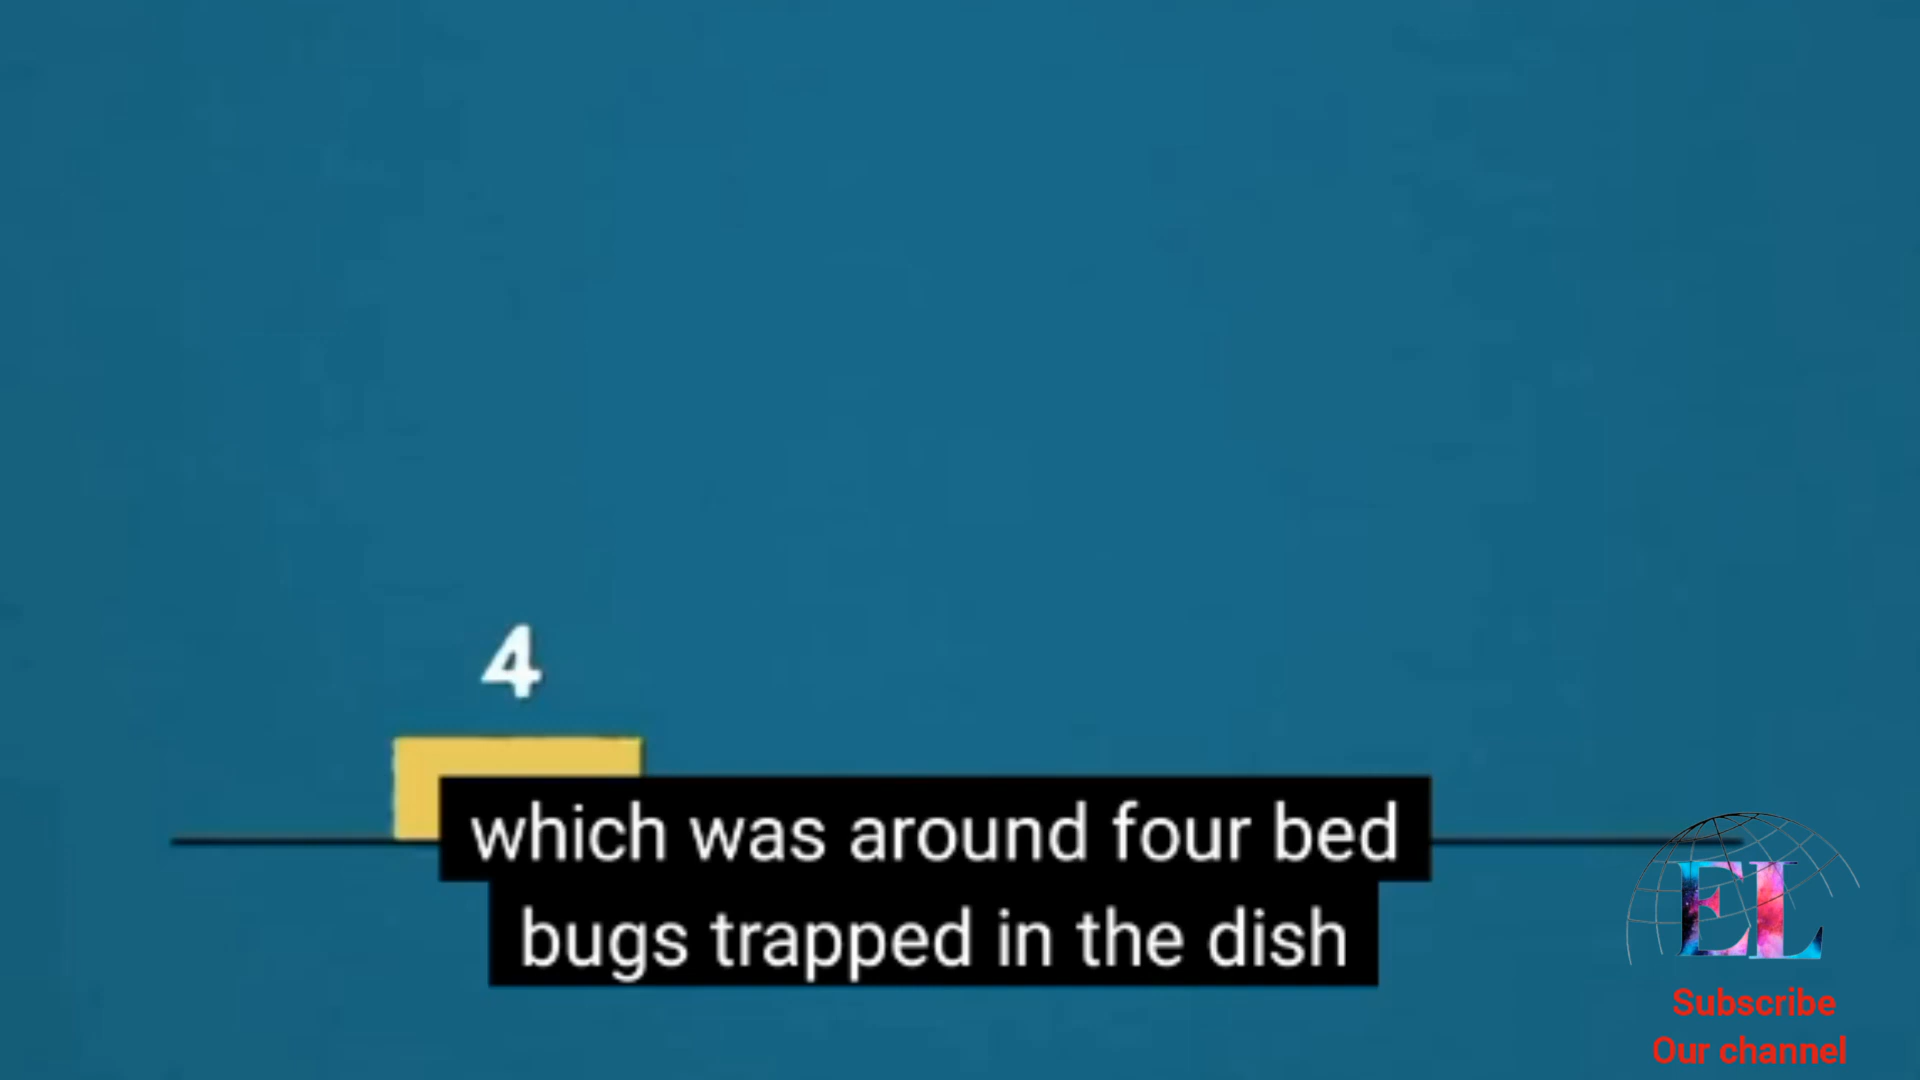 4
which was around four bed
bugs trapped in the dish
EL
Subscribe
Our channel